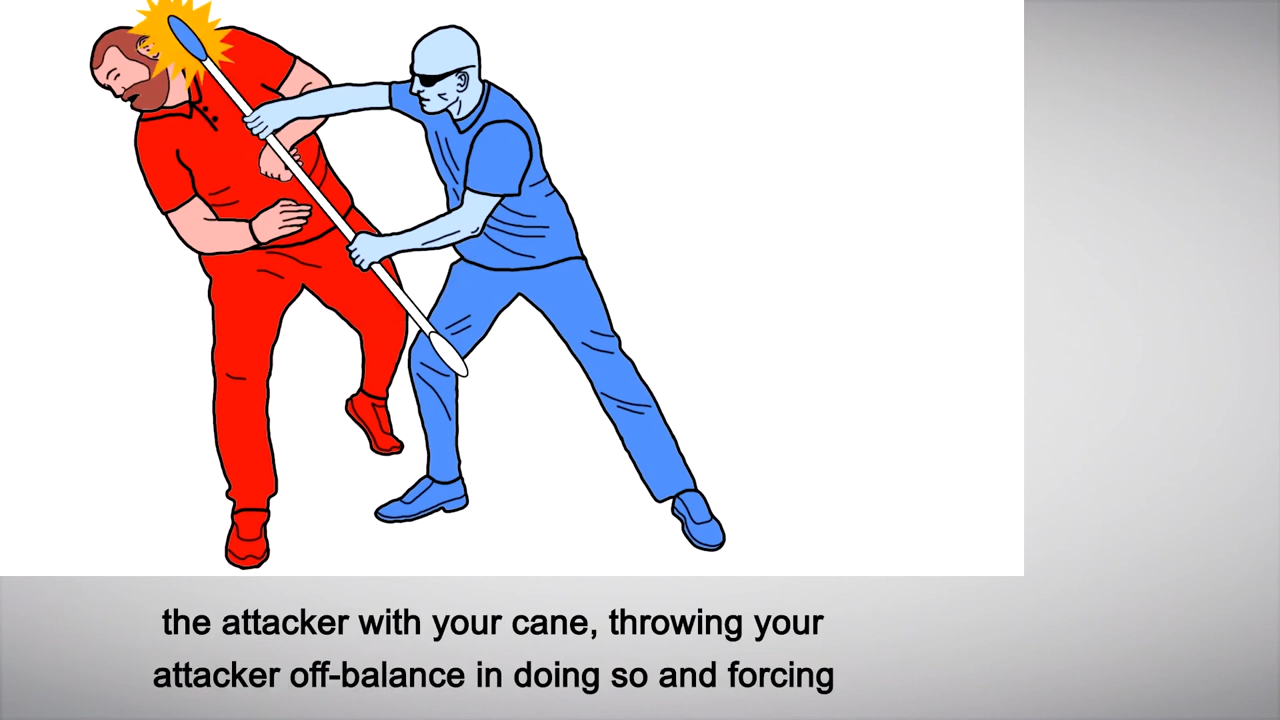 the attacker with your cane, throwing your
attacker off-balance in doing so and forcing